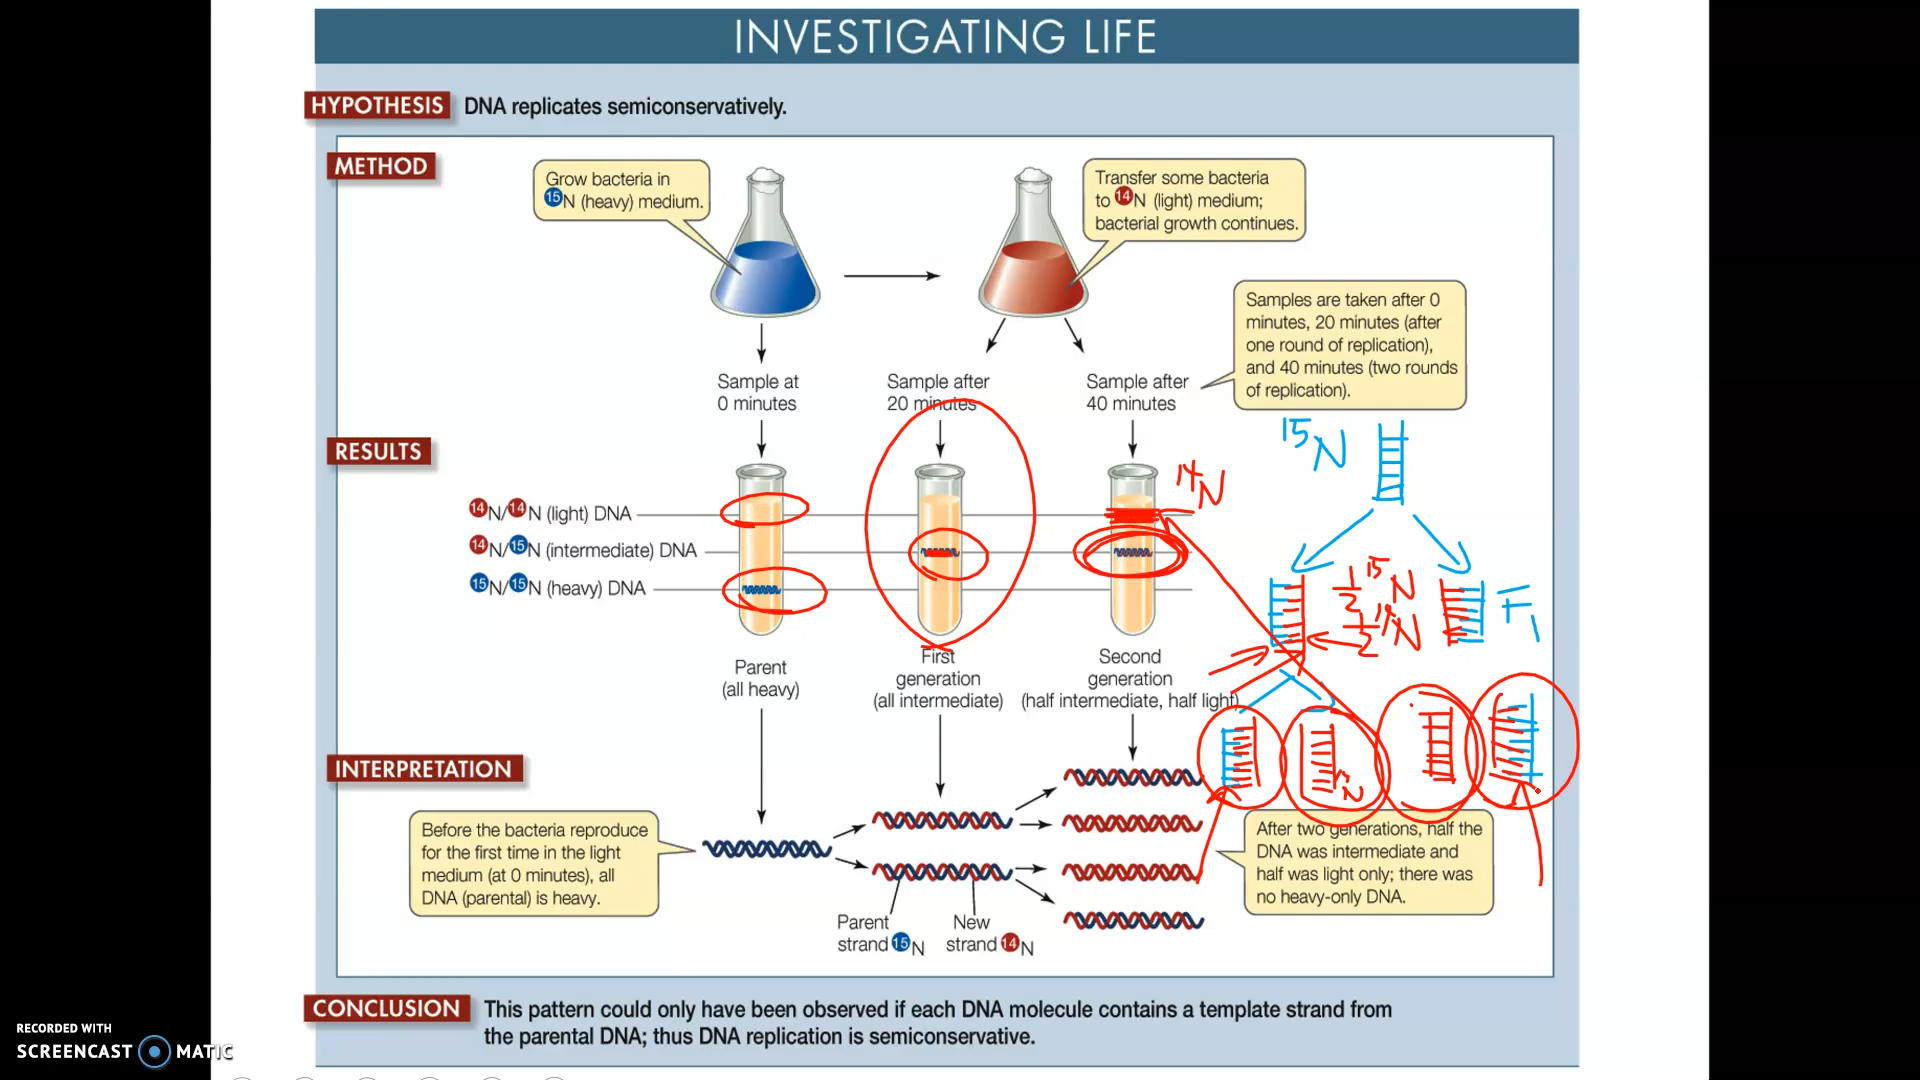 INVESTIGATING LIFE
HYPOTHESIS DNA replicates semiconservatively.
METHOD
Grow bacteria in
15N (heavy) medium.
Transfer some bacteria
to 14N (light) medium;
bacterial growth continues.
Samples are taken after 0
minutes, 20 minutes (after
one round of replication),
and 40 minutes (two rounds
of replication).
Sample at
0 minutes
Sample after
20 minutes
Sample after
40 minutes
RESULTS
15N
14N
14N/14N (light) DNA
14N/15N (intermediate) DNA
15N/15N (heavy) DNA
1/2 15N
1/2 14N
F1
Parent
(all heavy)
First
generation
(all intermediate)
Second
generation
(half intermediate, half light)
14N
INTERPRETATION
Before the bacteria reproduce
for the first time in the light
medium (at 0 minutes), all
DNA (parental) is heavy.
Parent
strand 15N
New
strand 14N
After two generations, half the
DNA was intermediate and
half was light only; there was
no heavy-only DNA.
CONCLUSION This pattern could only have been observed if each DNA molecule contains a template strand from
the parental DNA; thus DNA replication is semiconservative.
RECORDED WITH
SCREENCAST MATIC